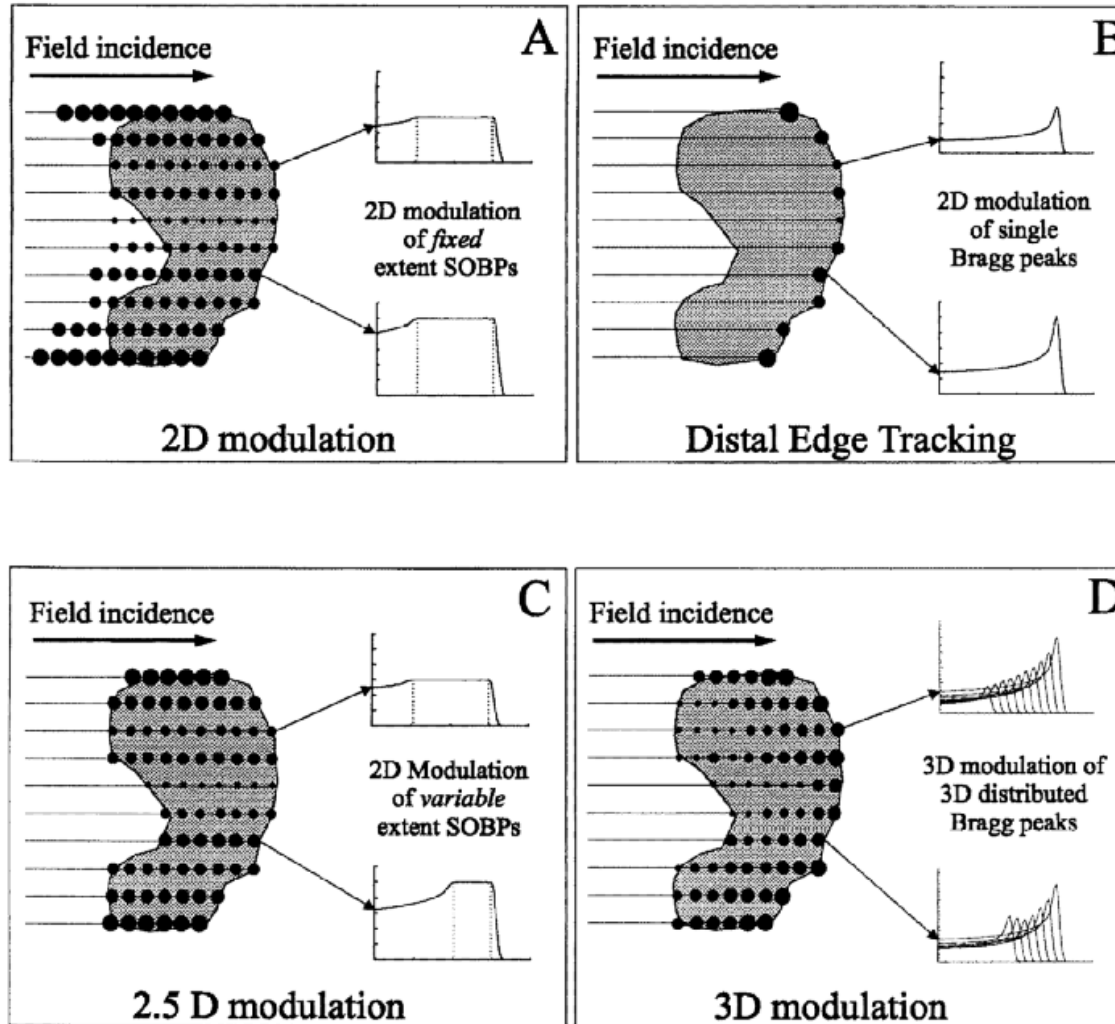 A
Field incidence
2D modulation
of fixed
extent SOBPs
2D modulation
B
Field incidence
2D modulation
of single
Bragg peaks
Distal Edge Tracking
C
Field incidence
2D Modulation
of variable
extent SOBPs
2.5 D modulation
D
Field incidence
3D modulation of
3D distributed
Bragg peaks
3D modulation